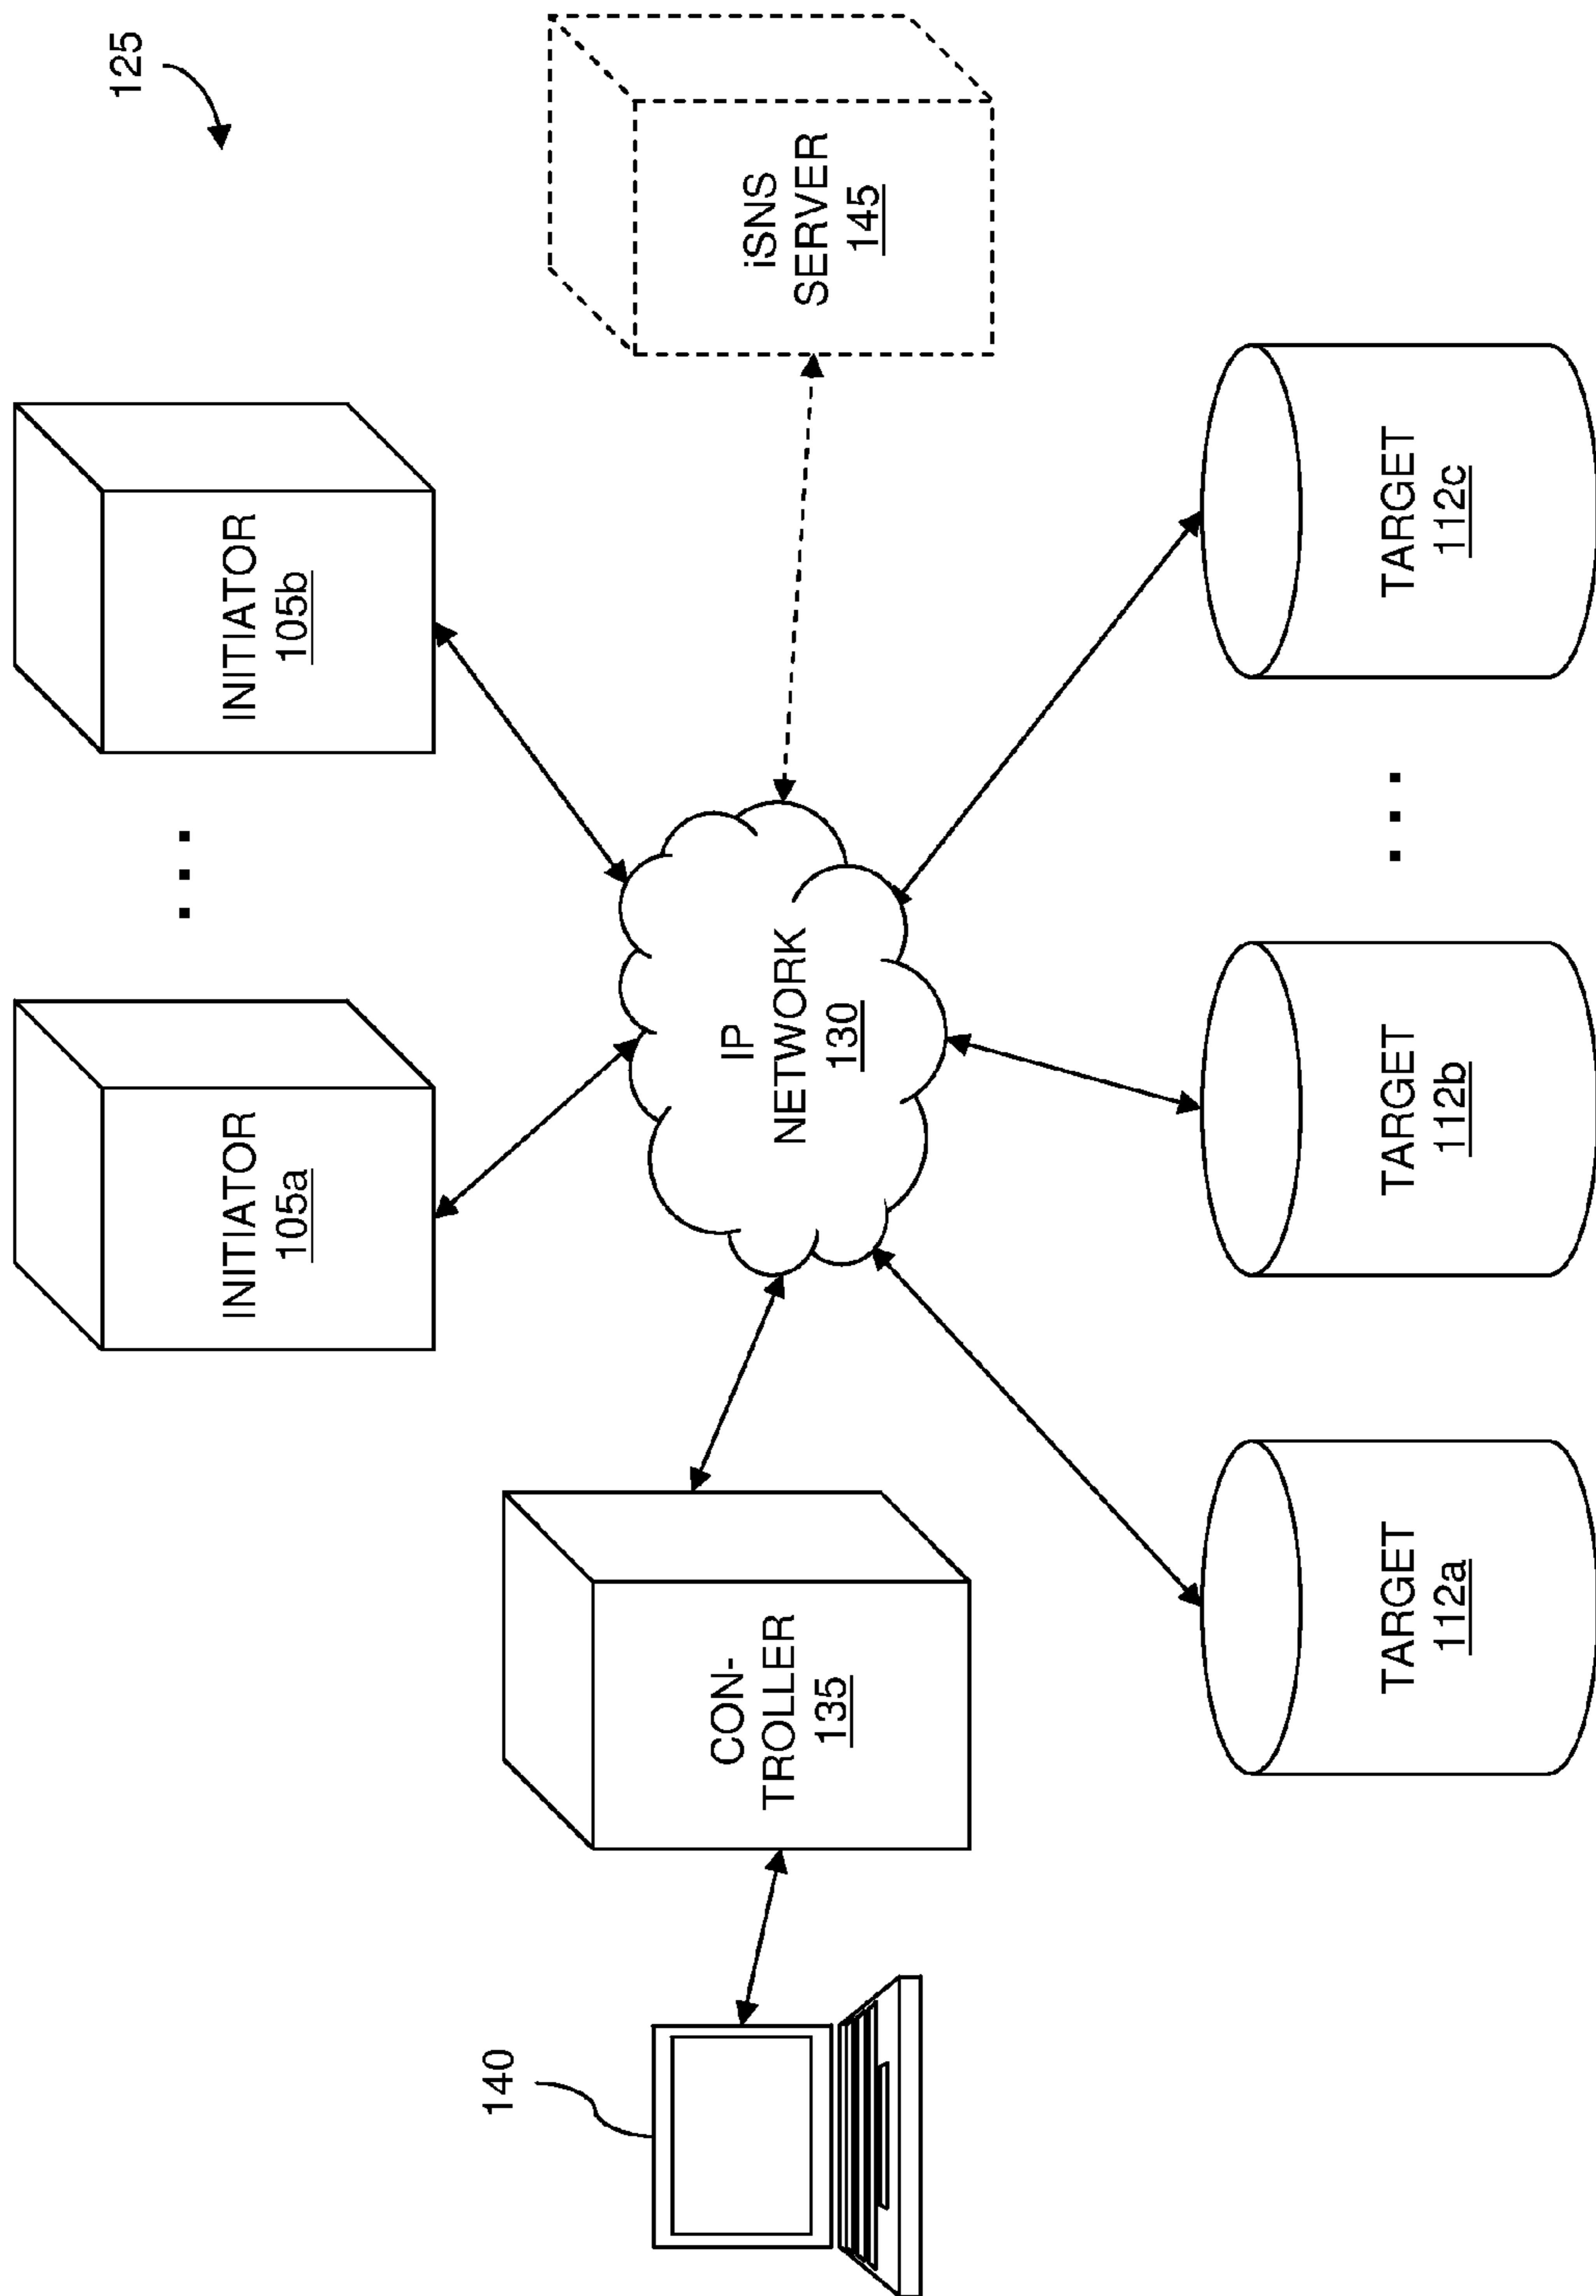 125
INITIATOR
105a
...
INITIATOR
105b
140
CON-
TROLLER
135
IP
NETWORK
130
iSNS
SERVER
145
TARGET
112a
TARGET
112b
...
TARGET
112c